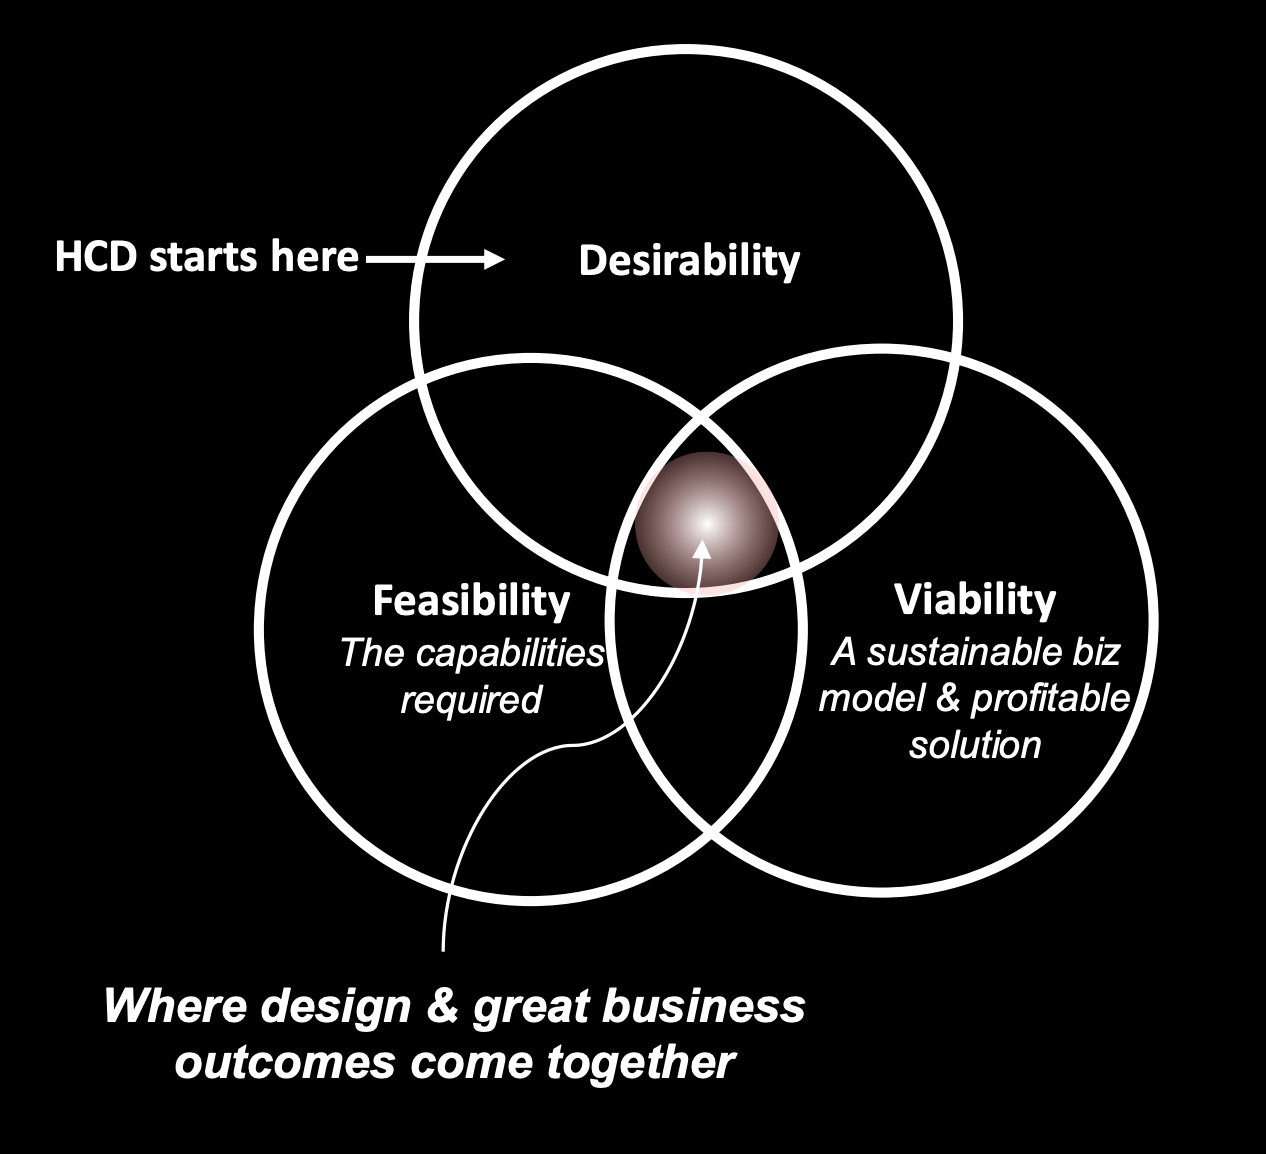 HCD starts here
Desirability
Feasibility
The capabilities
required
Viability
A sustainable biz
model & profitable
solution
Where design & great business
outcomes come together